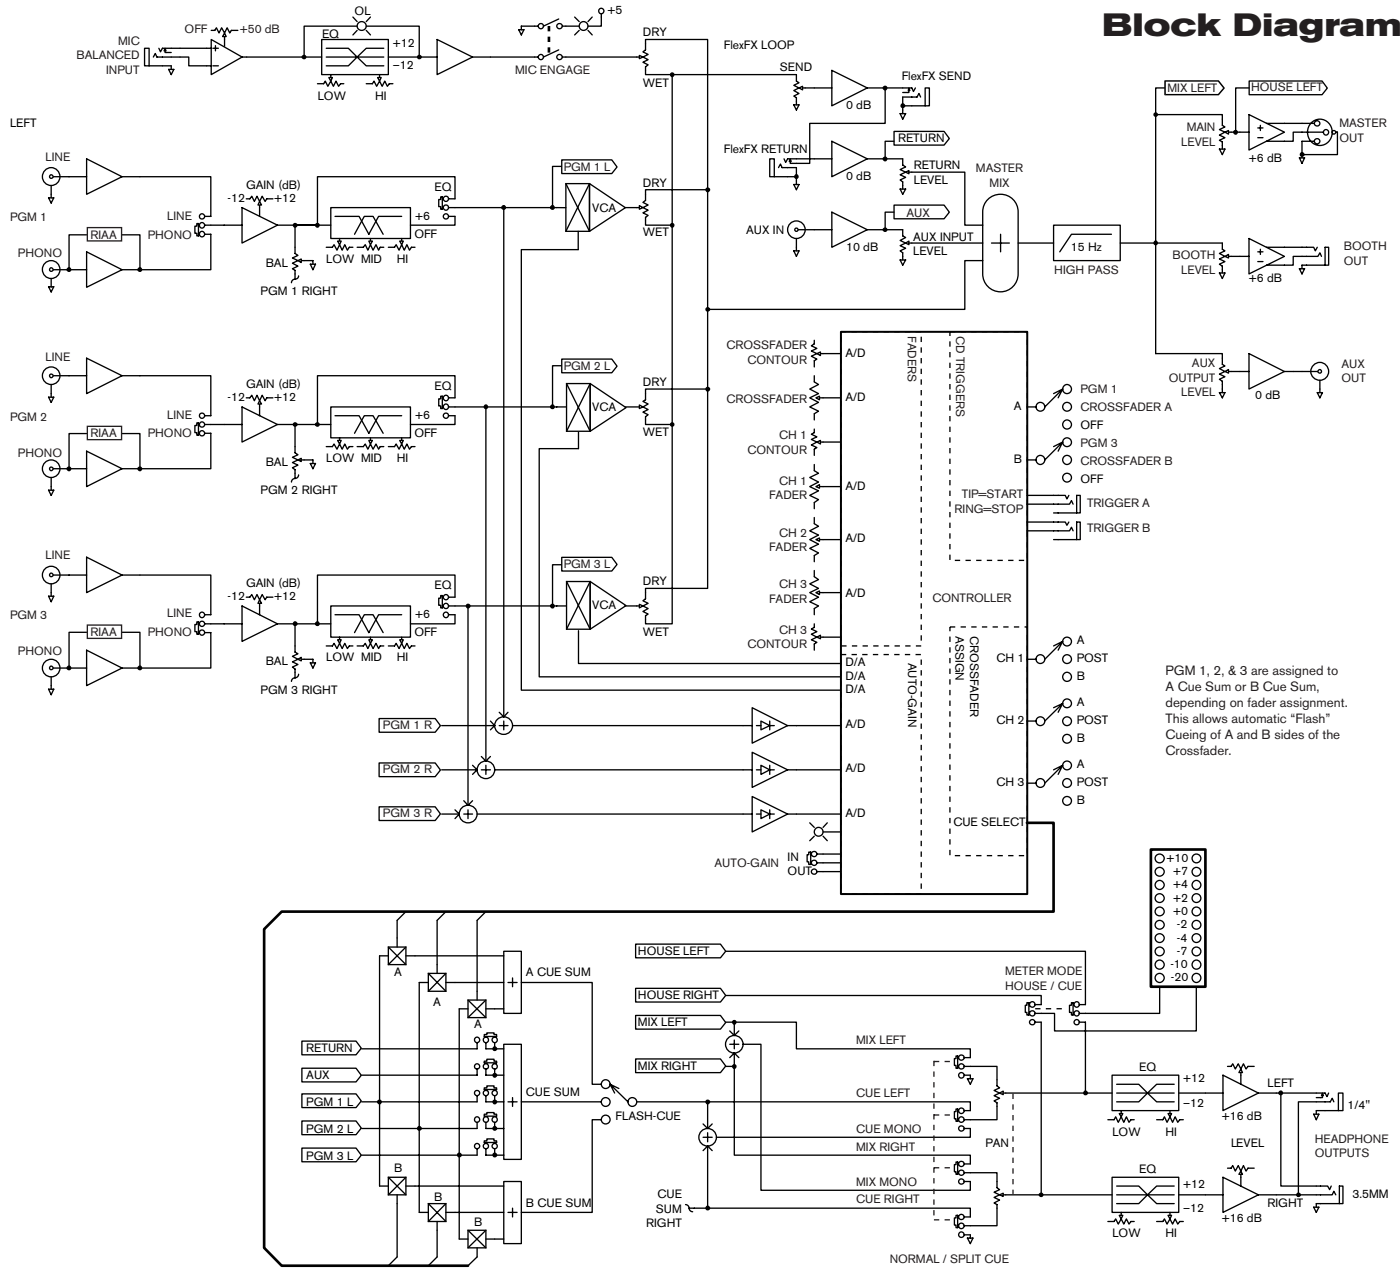 Block Diagram
OL
+5
OFF
+50 dB
EQ
+12
-12
MIC
BALANCED
INPUT
LOW
HI
MIC ENGAGE
DRY
WET
FlexFX LOOP
SEND
0 dB
FlexFX SEND
FlexFX RETURN
0 dB
RETURN
RETURN
LEVEL
AUX IN
10 dB
AUX
AUX INPUT
LEVEL
MASTER
MIX
+
15 Hz
HIGH PASS
MIX LEFT
HOUSE LEFT
MAIN
LEVEL
+6 dB
MASTER
OUT
BOOTH
LEVEL
+6 dB
BOOTH
OUT
AUX
OUTPUT
LEVEL
0 dB
AUX
OUT
LEFT
LINE
PGM 1
RIAA
PHONO
LINE
PHONO
GAIN (dB)
-12
+12
BAL
PGM 1 RIGHT
+6
OFF
LOW
MID
HI
EQ
PGM 1 L
VCA
DRY
WET
LINE
PGM 2
RIAA
PHONO
LINE
PHONO
GAIN (dB)
-12
+12
BAL
PGM 2 RIGHT
+6
OFF
LOW
MID
HI
EQ
PGM 2 L
VCA
DRY
WET
LINE
PGM 3
RIAA
PHONO
LINE
PHONO
GAIN (dB)
-12
+12
BAL
PGM 3 RIGHT
+6
OFF
LOW
MID
HI
EQ
PGM 3 L
VCA
DRY
WET
CROSSFADER
CONTOUR
A/D
CROSSFADER
A/D
CH 1
CONTOUR
CH 1
FADER
A/D
CH 2
FADER
A/D
CH 3
FADER
A/D
CH 3
CONTOUR
FADERS
CD TRIGGERS
A
PGM 1
CROSSFADER A
OFF
B
PGM 3
CROSSFADER B
OFF
TIP=START
RING=STOP
TRIGGER A
TRIGGER B
CONTROLLER
D/A
D/A
D/A
AUTO-GAIN
CROSSFADER
ASSIGN
CH 1
A
POST
B
CH 2
A
POST
B
CH 3
A
POST
B
CUE SELECT
PGM 1 R
A/D
PGM 2 R
A/D
PGM 3 R
A/D
AUTO-GAIN
IN
OUT
PGM 1, 2, & 3 are assigned to
A Cue Sum or B Cue Sum,
depending on fader assignment.
This allows automatic “Flash”
Cueing of A and B sides of the
Crossfader.
+10
+7
+4
+2
+0
-2
-4
-7
-10
-20
A
A
A
+
A CUE SUM
RETURN
AUX
PGM 1 L
PGM 2 L
PGM 3 L
+
CUE SUM
B
B
B
+
B CUE SUM
FLASH-CUE
HOUSE LEFT
HOUSE RIGHT
MIX LEFT
MIX RIGHT
METER MODE
HOUSE / CUE
MIX LEFT
CUE LEFT
CUE MONO
MIX RIGHT
MIX MONO
CUE RIGHT
CUE
SUM
RIGHT
PAN
NORMAL / SPLIT CUE
EQ
+12
−12
LOW
HI
+16 dB
LEFT
1/4"
LEVEL
HEADPHONE
OUTPUTS
EQ
+12
−12
LOW
HI
+16 dB
RIGHT
3.5MM